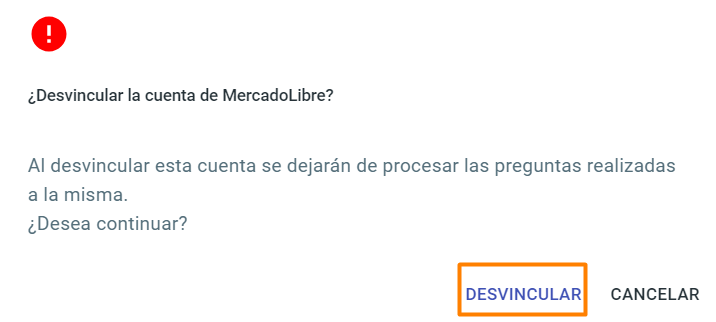 ¿Desvincular la cuenta de MercadoLibre?
Al desvincular esta cuenta se dejarán de procesar las preguntas realizadas
a la misma.
¿Desea continuar?
DESVINCULAR CANCELAR